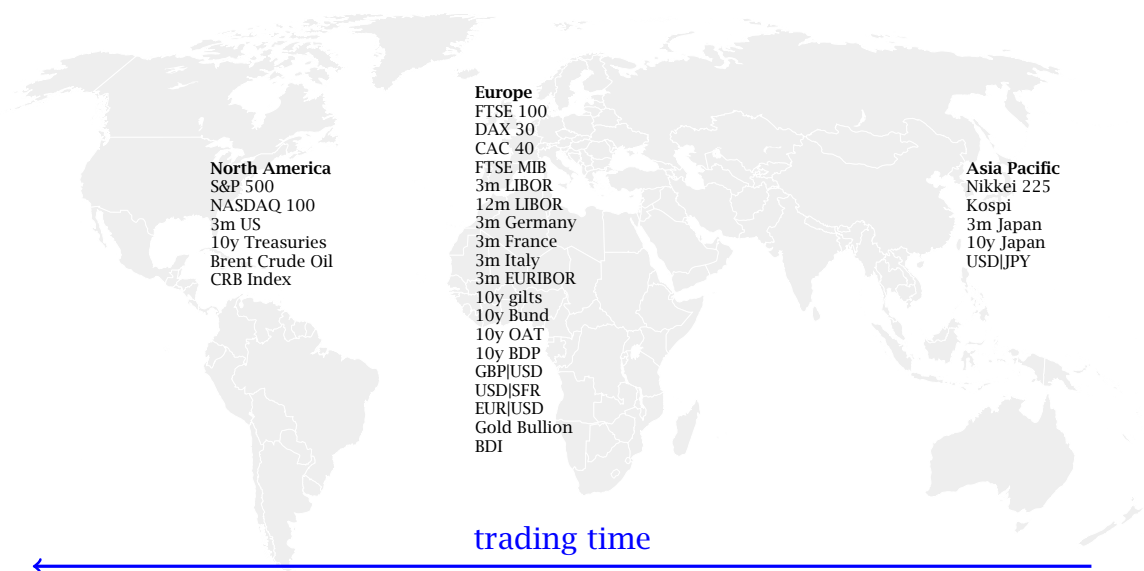 North America
S&P 500
NASDAQ 100
3m US
10y Treasuries
Brent Crude Oil
CRB Index
Europe
FTSE 100
DAX 30
CAC 40
FTSE MIB
3m LIBOR
12m LIBOR
3m Germany
3m France
3m Italy
3m EURIBOR
10y gilts
10y Bund
10y OAT
10y BDP
GBP|USD
USD|SFR
EUR|USD
Gold Bullion
BDI
Asia Pacific
Nikkei 225
Kospi
3m Japan
10y Japan
USD|JPY
trading time